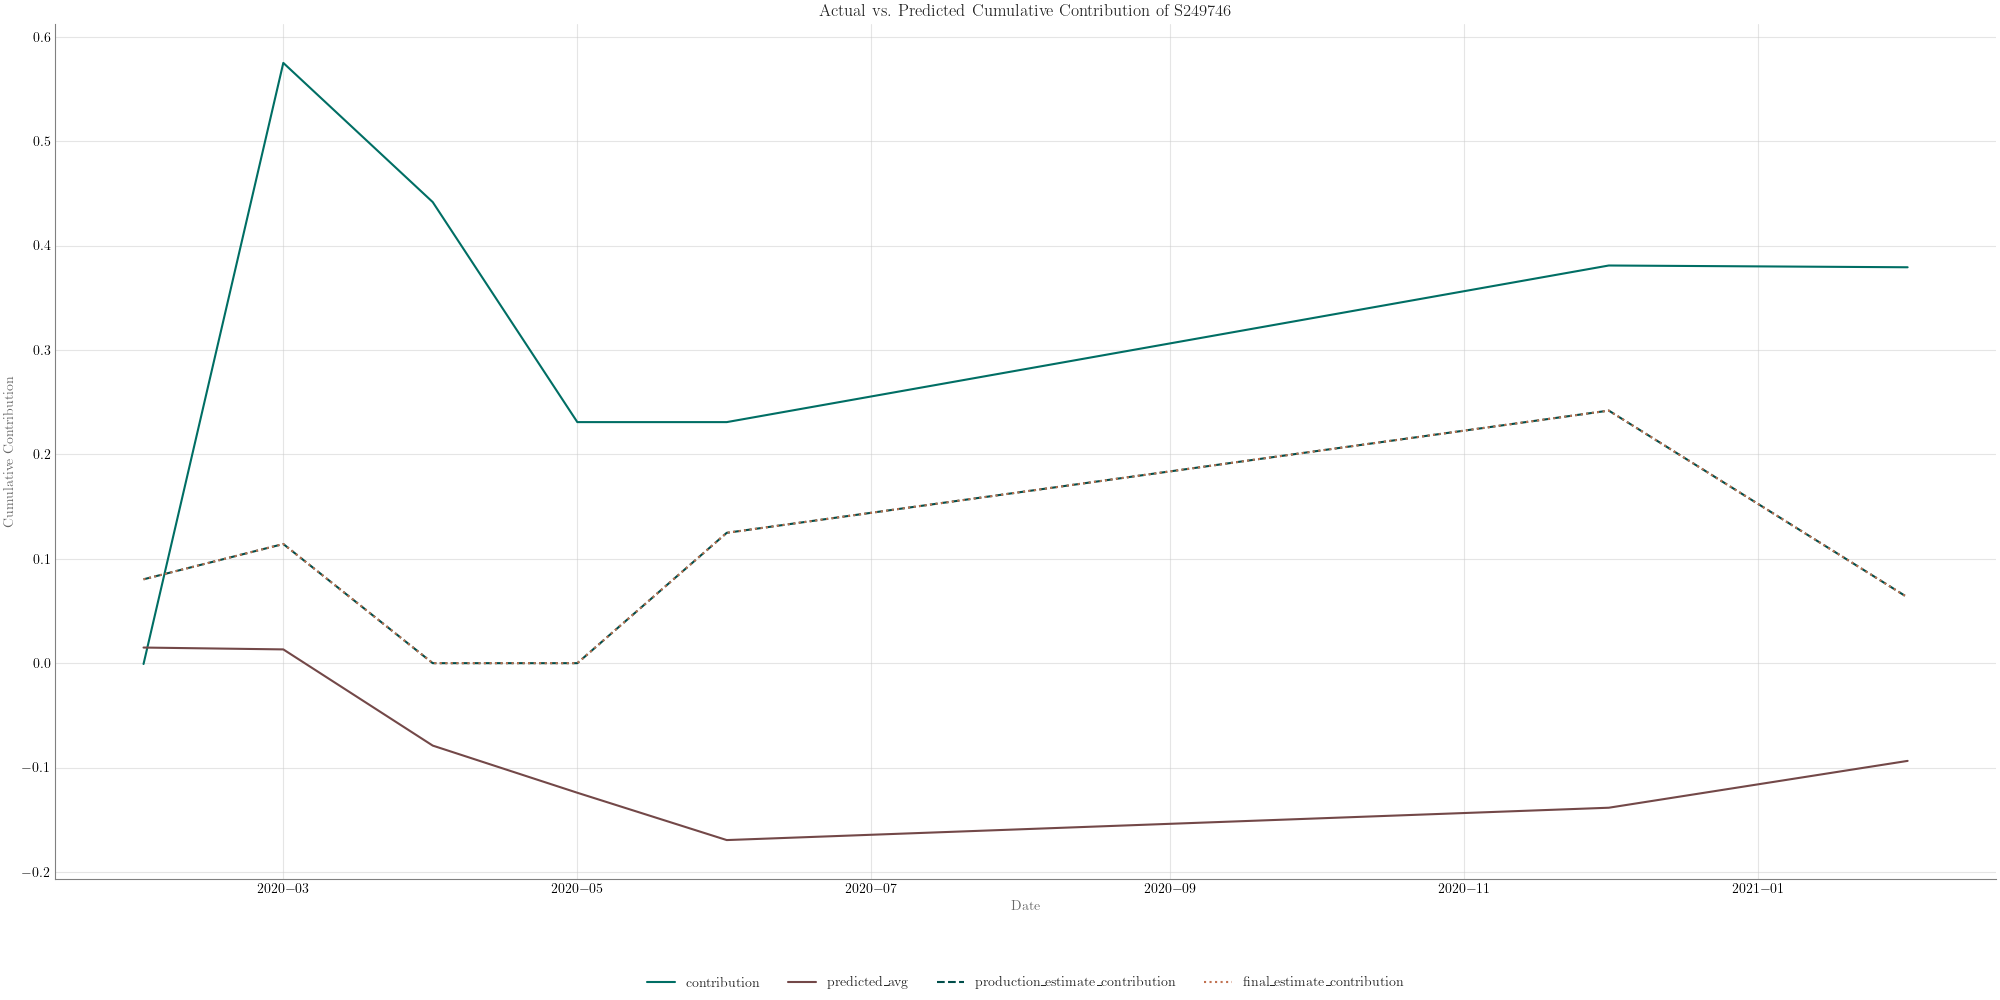 Actual vs. Predicted Cumulative Contribution of S249746
0.6
0.5
0.4
0.3
0.2
0.1
0.0
−0.1
−0.2
Cumulative Contribution
2020−03 2020−05 2020−07 2020−09 2020−11 2021−01
Date
contribution predicted_avg production_estimate_contribution final_estimate_contribution